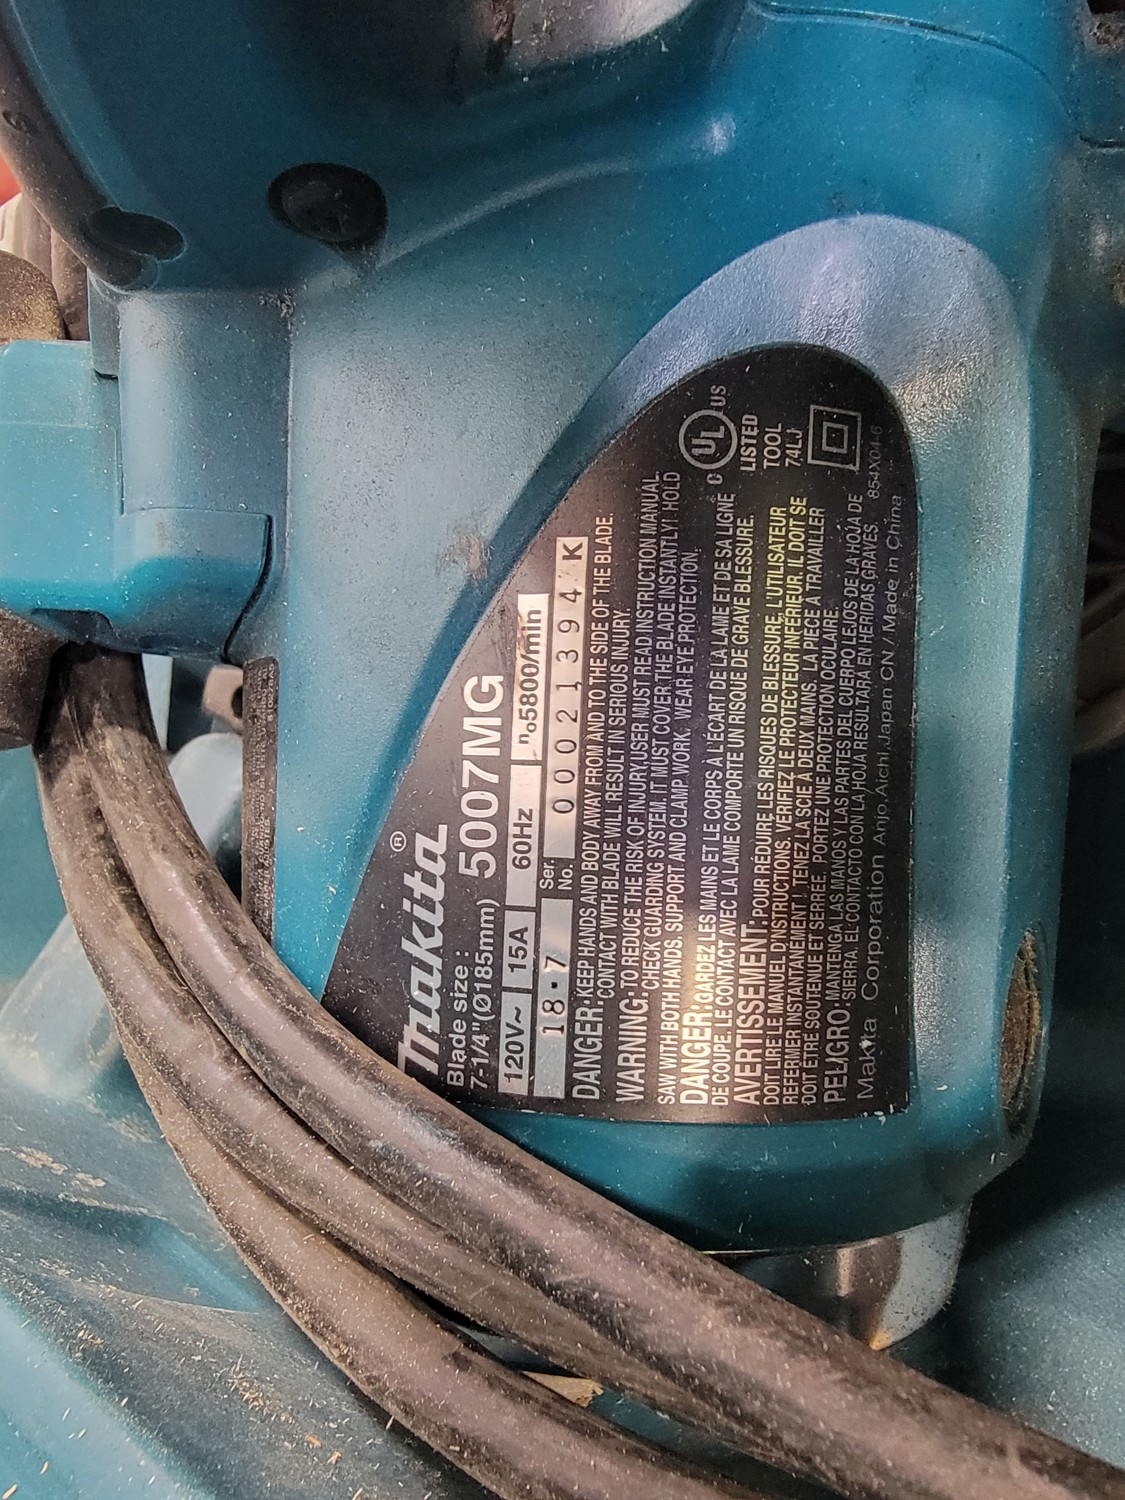 makita®
Blade size :
7-1/4"(Ø185mm) 5007MG
120V~ 15A 60Hz n₀5800/min
18·7 Ser. No. 0002139 4 K
DANGER:KEEP HANDS AND BODY AWAY FROM AND TO THE SIDE OF THE BLADE.
CONTACT WITH BLADE WILL RESULT IN SERIOUS INJURY.
WARNING:TO REDUCE THE RISK OF INJURY,USER MUST READ INSTRUCTION MANUAL.
CHECK GUARDING SYSTEM. IT MUST COVER THE BLADE INSTANTLY! HOLD
SAW WITH BOTH HANDS. SUPPORT AND CLAMP WORK. WEAR EYE PROTECTION.
DANGER:GARDEZ LES MAINS ET LE CORPS À L'ÉCART DE LA LAME ET DE SA LIGNE
DE COUPE LE CONTACT AVEC LA LAME COMPORTE UN RISQUE DE GRAVE BLESSURE.
AVERTISSEMENT:POUR RÉDUIRE LES RISQUES DE BLESSURE, L'UTILISATEUR
DOIT LIRE LE MANUEL D'INSTRUCTIONS. VÉRIFIEZ LE PROTECTEUR INFÉRIEUR. IL DOIT SE
REFERMER INSTANTANÉMENT! TENEZ LA SCIE À DEUX MAINS. LA PIÈCE À TRAVAILLER
DOIT ÊTRE SOUTENUE ET SERRÉE. PORTEZ UNE PROTECTION OCULAIRE.
PELIGRO:MANTENGA LAS MANOS Y LAS PARTES DEL CUERPO LEJOS DE LA HOJA DE
SIERRA. EL CONTACTO CON LA HOJA RESULTARÁ EN HERIDAS GRAVES.
Makita Corporation Anjo,Aichi,Japan CN / Made in China
C UL US
LISTED
TOOL
74LJ
854X04-6